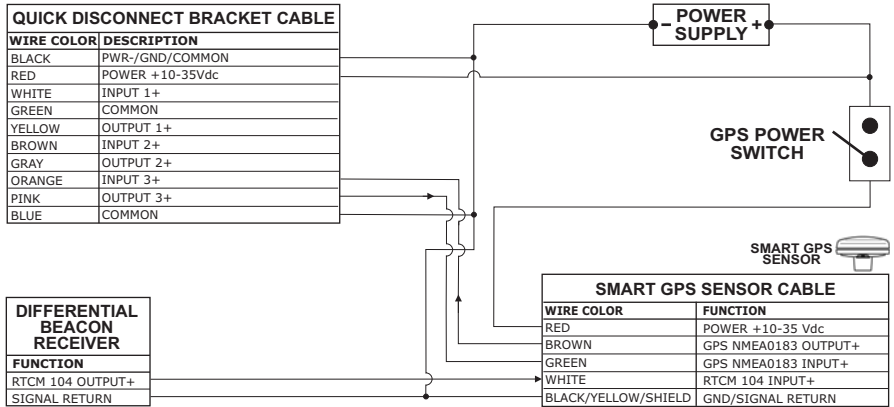 QUICK DISCONNECT BRACKET CABLE
WIRE COLOR DESCRIPTION
BLACK PWR-/GND/COMMON
RED POWER +10-35Vdc
WHITE INPUT 1+
GREEN COMMON
YELLOW OUTPUT 1+
BROWN INPUT 2+
GRAY OUTPUT 2+
ORANGE INPUT 3+
PINK OUTPUT 3+
BLUE COMMON
- POWER +
SUPPLY
GPS POWER
SWITCH
SMART GPS
SENSOR
DIFFERENTIAL
BEACON
RECEIVER
FUNCTION
RTCM 104 OUTPUT+
SIGNAL RETURN
SMART GPS SENSOR CABLE
WIRE COLOR FUNCTION
RED POWER +10-35 Vdc
BROWN GPS NMEA0183 OUTPUT+
GREEN GPS NMEA0183 INPUT+
WHITE RTCM 104 INPUT+
BLACK/YELLOW/SHIELD GND/SIGNAL RETURN